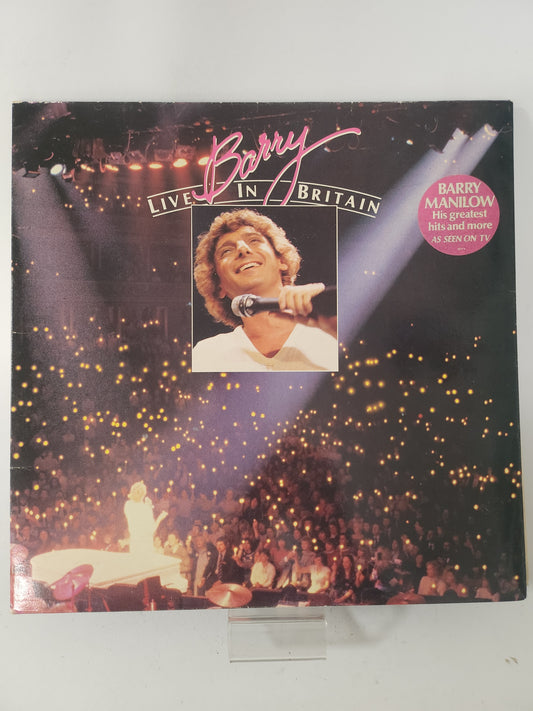 Barry
LIVE IN BRITAIN
BARRY
MANILOW
His greatest
hits and more
AS SEEN ON TV